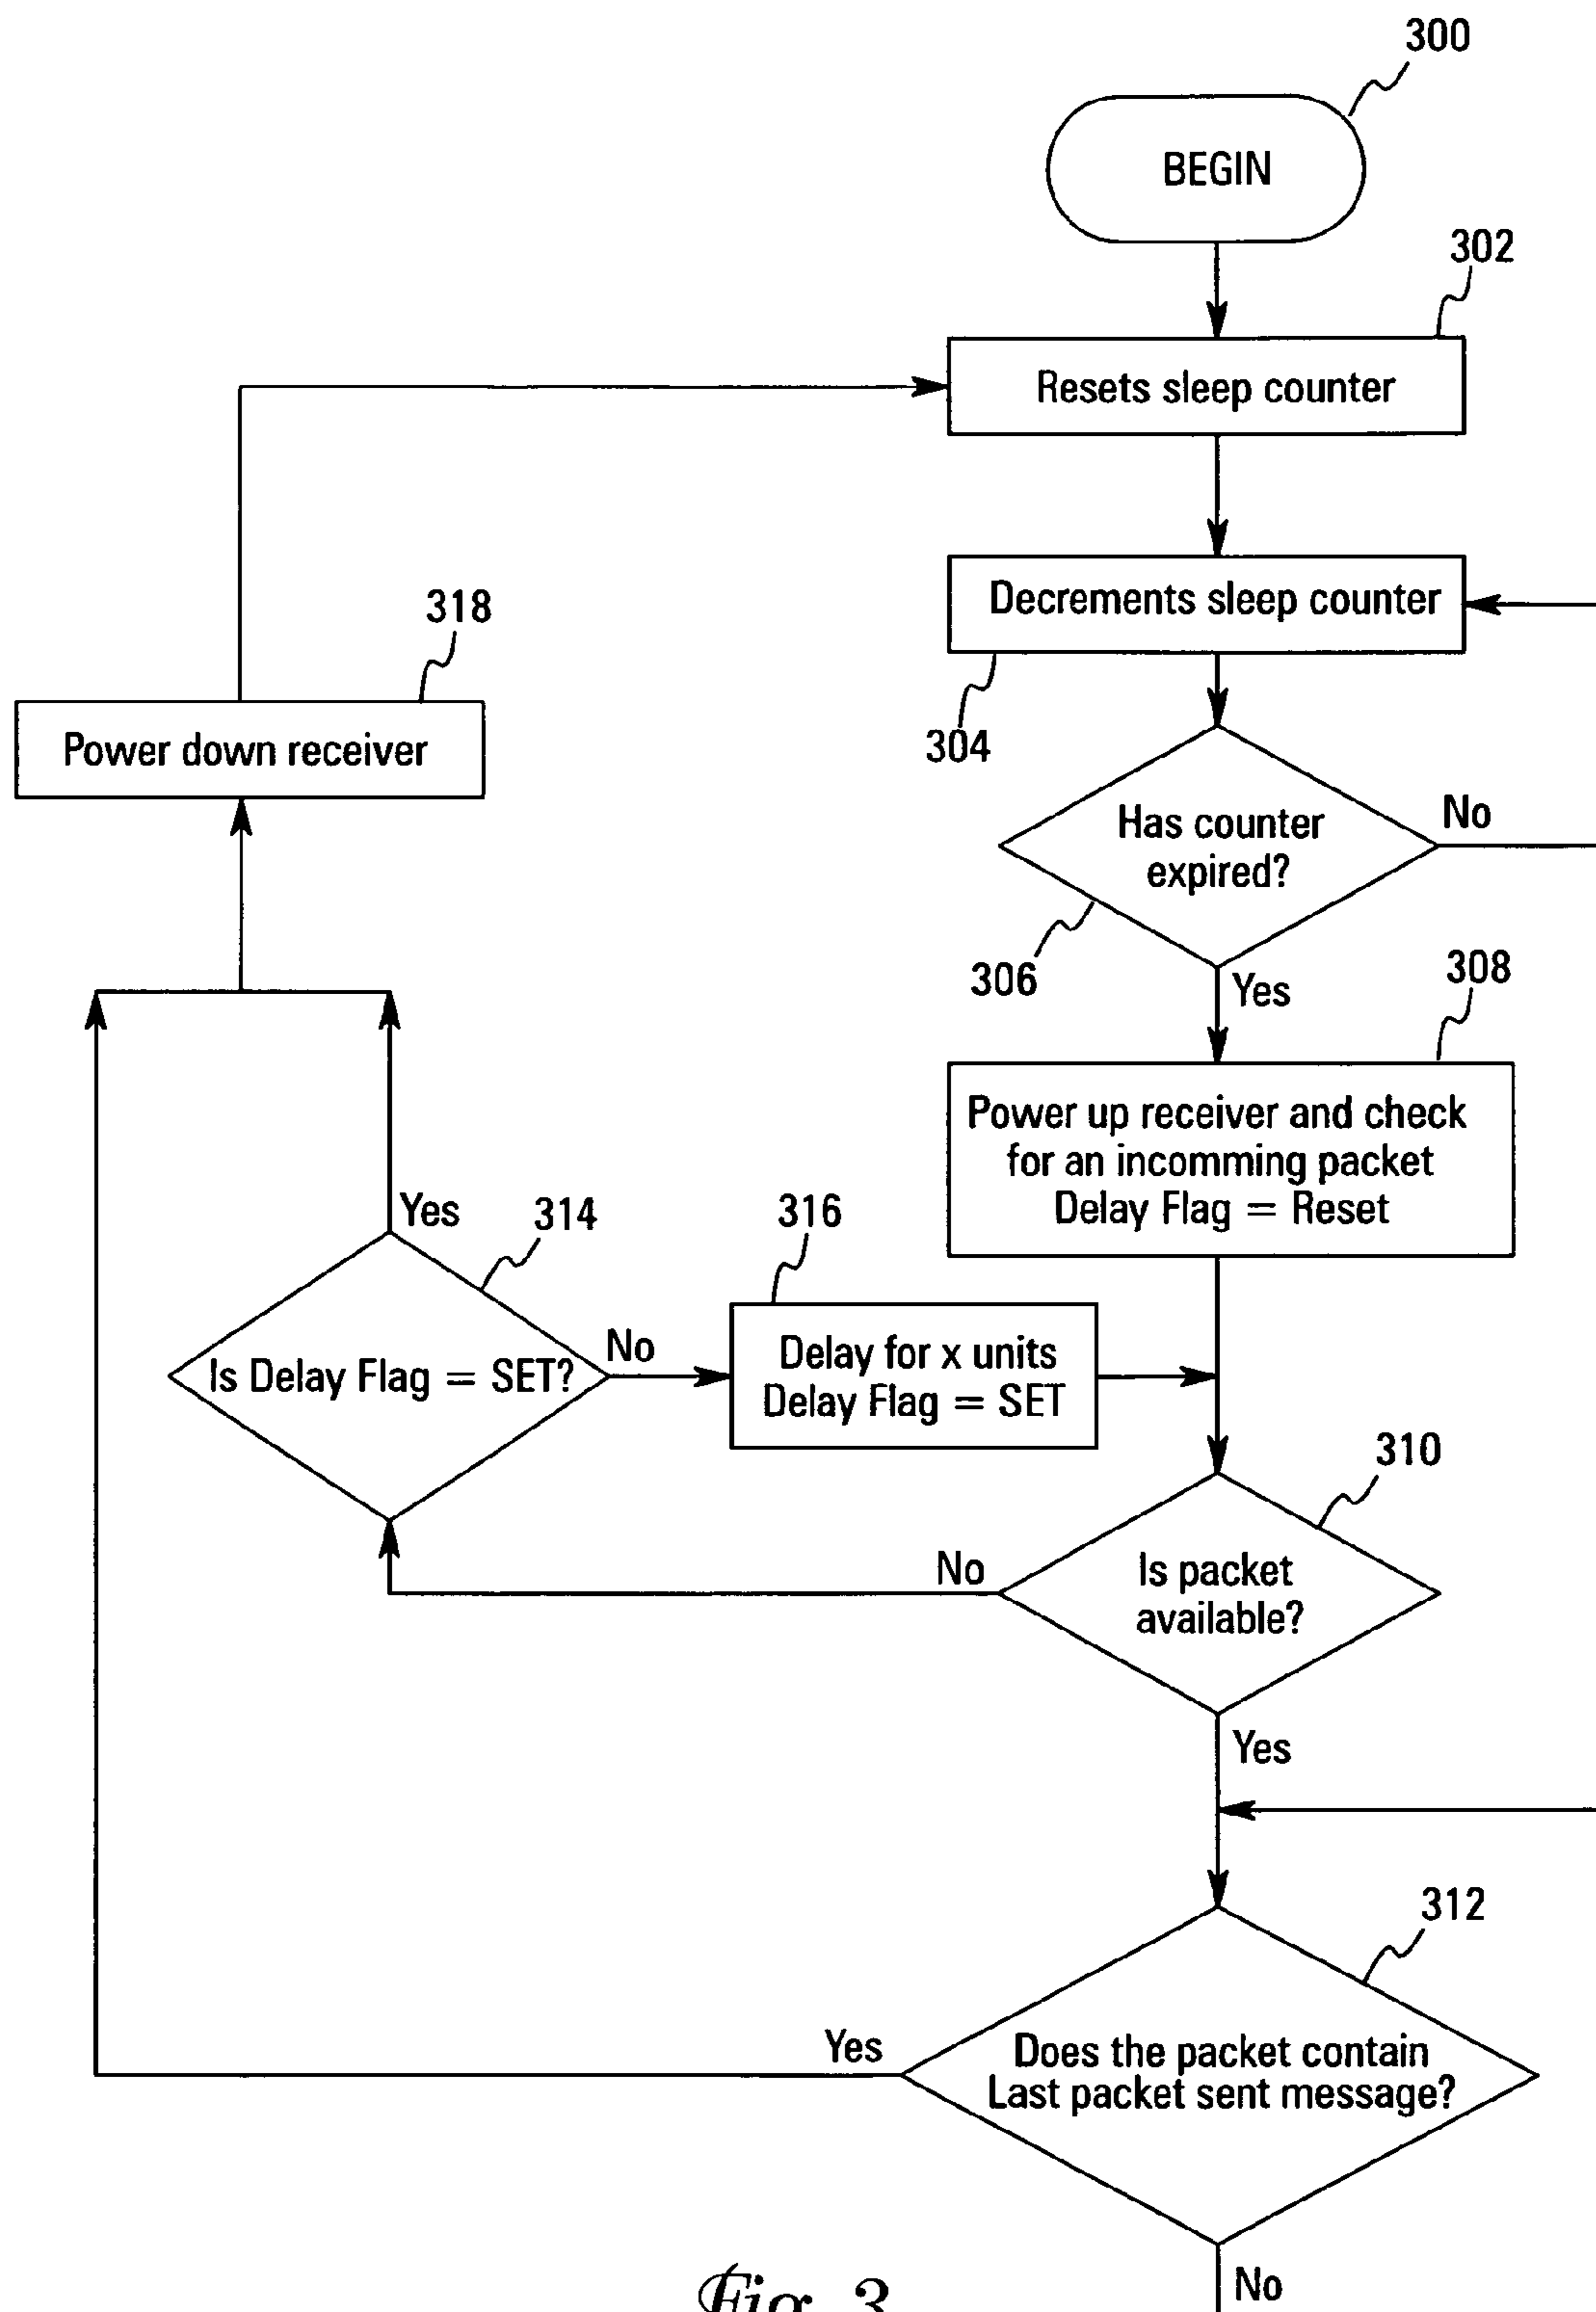 300
BEGIN
302
Resets sleep counter
Decrements sleep counter
304
318
Power down receiver
Has counter
expired?
No
306
Yes
308
Power up receiver and check
for an incomming packet
Delay Flag = Reset
Yes
314
316
Is Delay Flag = SET?
No
Delay for x units
Delay Flag = SET
310
Is packet
available?
No
Yes
312
Yes
Does the packet contain
Last packet sent message?
No
Fig. 3